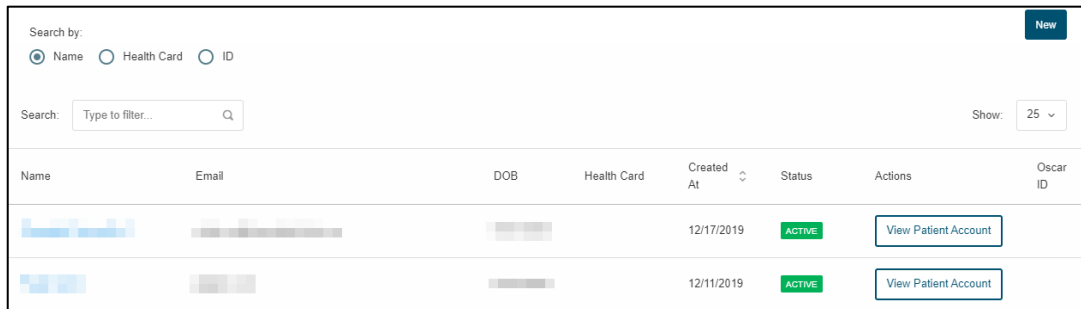 New
Search by:
Name Health Card ID
Search: Type to filter... Show: 25
Name Email DOB Health Card Created At Status Actions Oscar ID
12/17/2019 ACTIVE View Patient Account
12/11/2019 ACTIVE View Patient Account